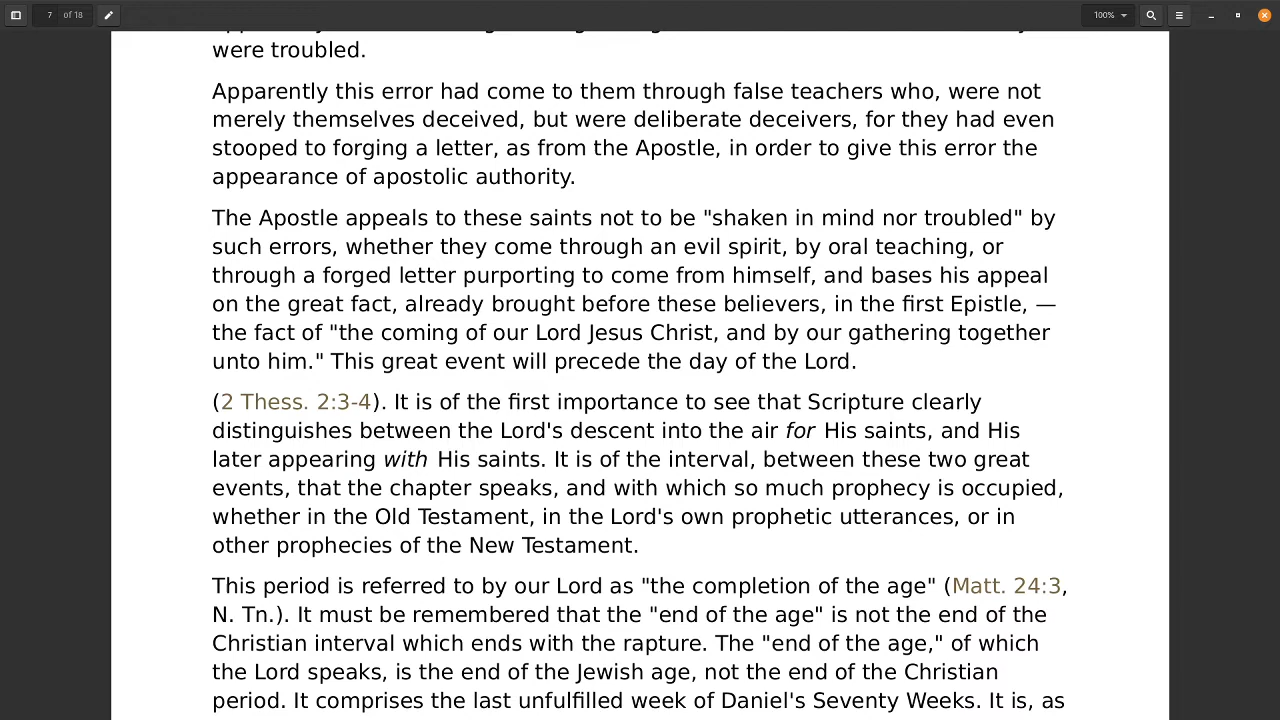 7 of 18 100%
were troubled.
Apparently this error had come to them through false teachers who, were not
merely themselves deceived, but were deliberate deceivers, for they had even
stooped to forging a letter, as from the Apostle, in order to give this error the
appearance of apostolic authority.
The Apostle appeals to these saints not to be "shaken in mind nor troubled" by
such errors, whether they come through an evil spirit, by oral teaching, or
through a forged letter purporting to come from himself, and bases his appeal
on the great fact, already brought before these believers, in the first Epistle, —
the fact of "the coming of our Lord Jesus Christ, and by our gathering together
unto him." This great event will precede the day of the Lord.
(2 Thess. 2:3-4). It is of the first importance to see that Scripture clearly
distinguishes between the Lord's descent into the air for His saints, and His
later appearing with His saints. It is of the interval, between these two great
events, that the chapter speaks, and with which so much prophecy is occupied,
whether in the Old Testament, in the Lord's own prophetic utterances, or in
other prophecies of the New Testament.
This period is referred to by our Lord as "the completion of the age" (Matt. 24:3,
N. Tn.). It must be remembered that the "end of the age" is not the end of the
Christian interval which ends with the rapture. The "end of the age," of which
the Lord speaks, is the end of the Jewish age, not the end of the Christian
period. It comprises the last unfulfilled week of Daniel's Seventy Weeks. It is, as